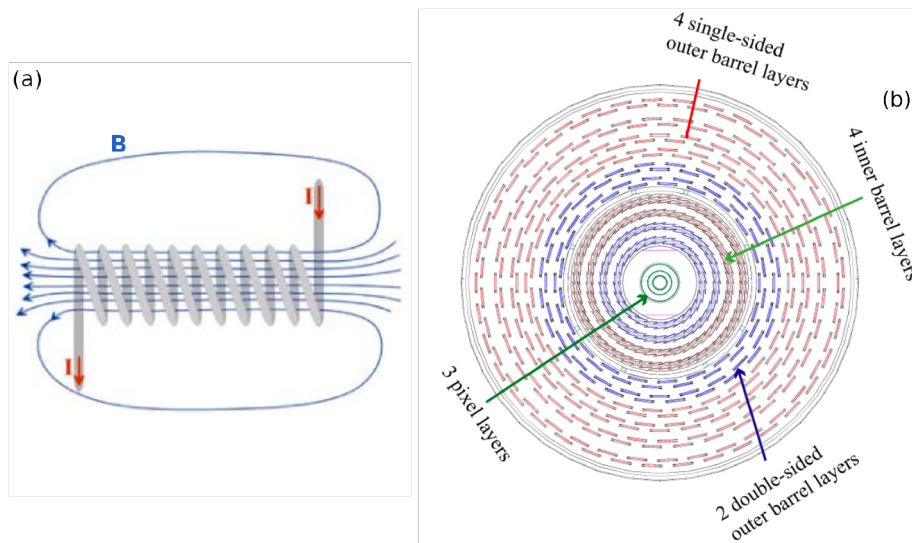 (a)
B
I
I
(b)
4 single-sided
outer barrel layers
4 inner barrel layers
3 pixel layers
2 double-sided
outer barrel layers